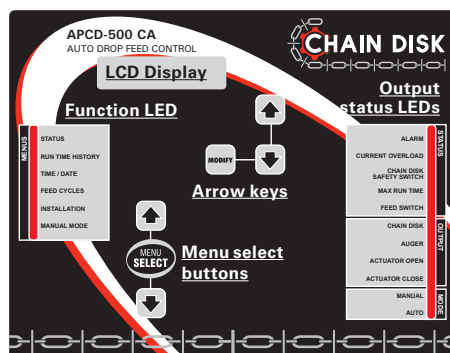 APCD-500 CA
AUTO DROP FEED CONTROL
CHAIN DISK
LCD Display
Function LED
MENUS
STATUS
RUN TIME HISTORY
TIME / DATE
FEED CYCLES
INSTALLATION
MANUAL MODE
MODIFY
Arrow keys
MENU
SELECT
Menu select
buttons
Output
status LEDs
STATUS
ALARM
CURRENT OVERLOAD
CHAIN DISK
SAFETY SWITCH
MAX RUN TIME
FEED SWITCH
OUTPUT
CHAIN DISK
AUGER
ACTUATOR OPEN
ACTUATOR CLOSE
MODE
MANUAL
AUTO